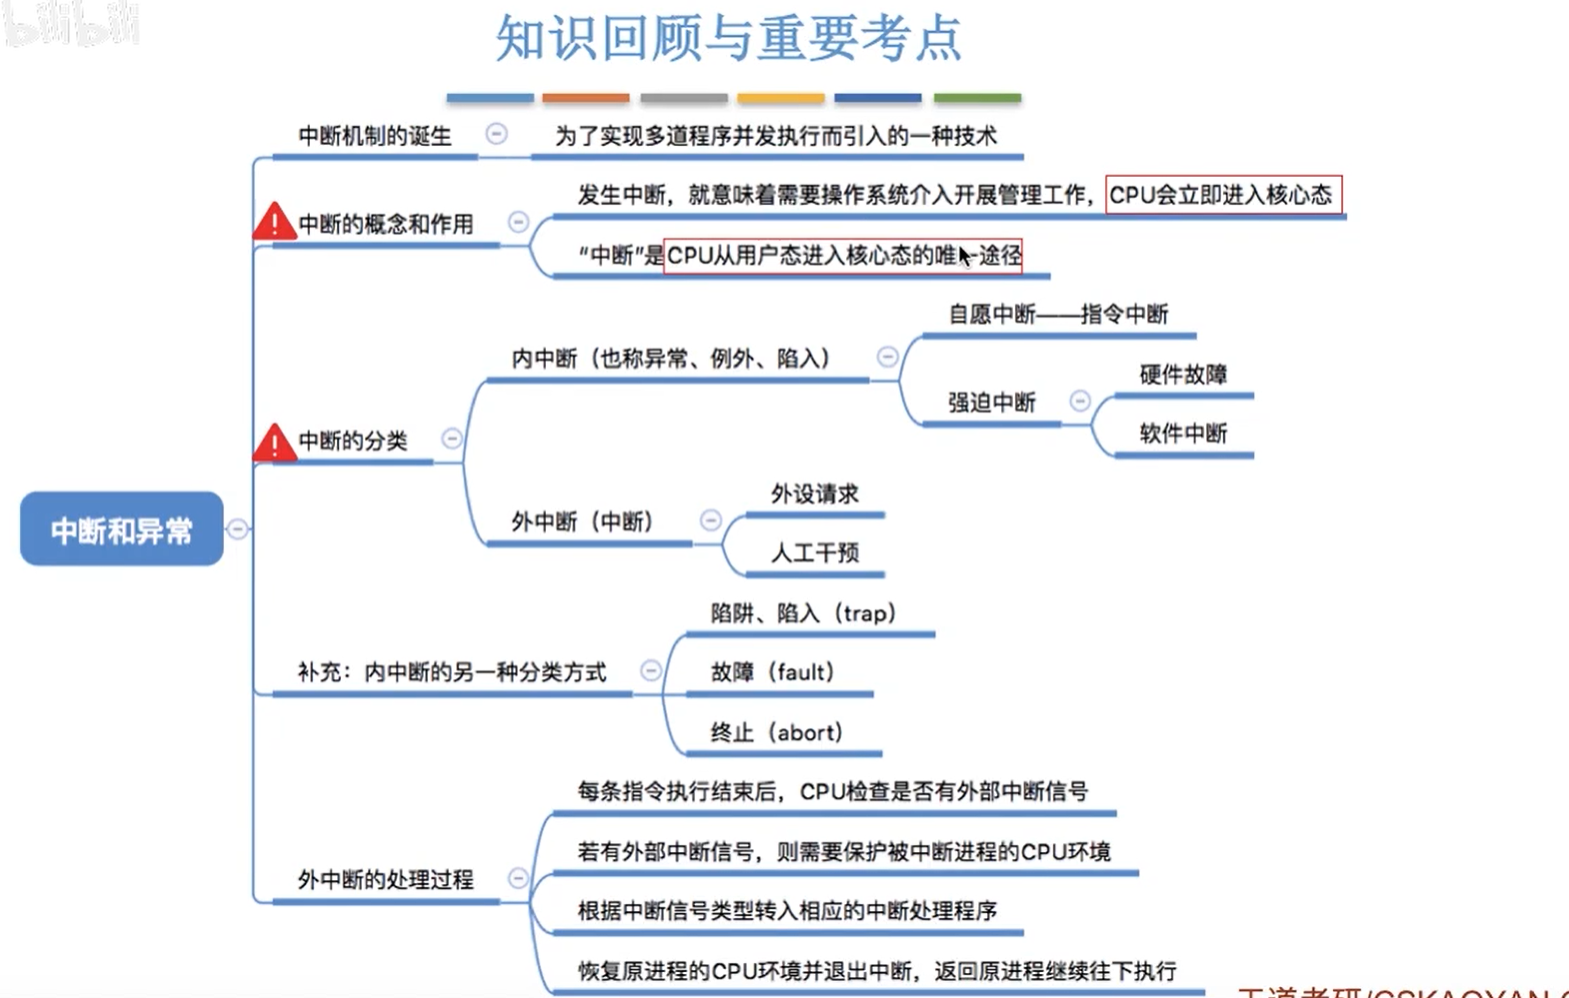 bilibili
知识回顾与重要考点
中断机制的诞生
为了实现多道程序并发执行而引入的一种技术
中断的概念和作用
发生中断，就意味着需要操作系统介入开展管理工作，CPU会立即进入核心态
“中断”是CPU从用户态进入核心态的唯一途径
中断和异常
中断的分类
内中断（也称异常、例外、陷入）
自愿中断——指令中断
强迫中断
硬件故障
软件中断
外中断（中断）
外设请求
人工干预
补充：内中断的另一种分类方式
陷阱、陷入（trap）
故障（fault）
终止（abort）
外中断的处理过程
每条指令执行结束后，CPU检查是否有外部中断信号
若有外部中断信号，则需要保护被中断进程的CPU环境
根据中断信号类型转入相应的中断处理程序
恢复原进程的CPU环境并退出中断，返回原进程继续往下执行